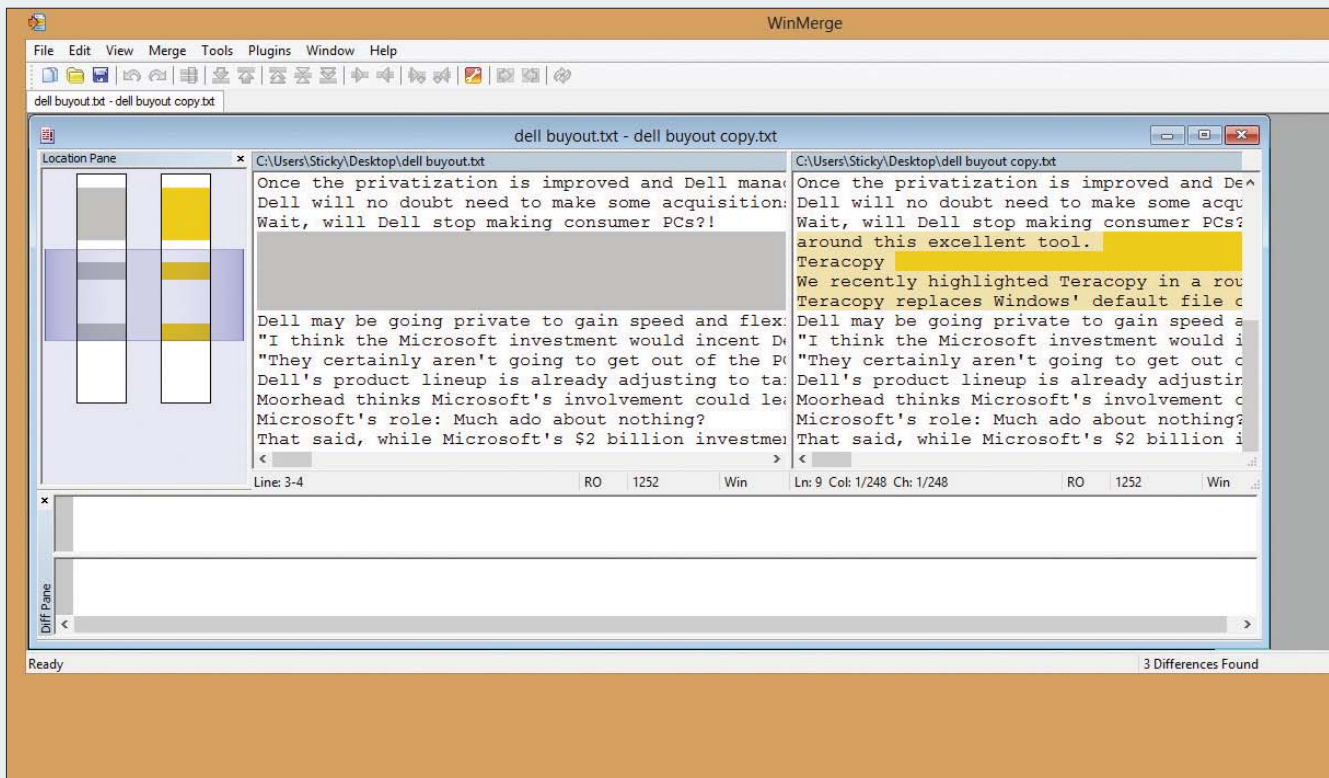 WinMerge
File Edit View Merge Tools Plugins Window Help
dell buyout.txt - dell buyout copy.txt
dell buyout.txt - dell buyout copy.txt
Location Pane
C:\Users\Sticky\Desktop\dell buyout.txt
Once the privatization is improved and Dell manag
Dell will no doubt need to make some acquisition
Wait, will Dell stop making consumer PCs?!
Dell may be going private to gain speed and flex
"I think the Microsoft investment would incent De
"They certainly aren't going to get out of the P
Dell's product lineup is already adjusting to ta
Moorhead thinks Microsoft's involvement could lea
Microsoft's role: Much ado about nothing?
That said, while Microsoft's $2 billion investme
Line: 3-4 RO 1252 Win
C:\Users\Sticky\Desktop\dell buyout copy.txt
Once the privatization is improved and De
Dell will no doubt need to make some acqu
Wait, will Dell stop making consumer PCs?
around this excellent tool.
Teracopy
We recently highlighted Teracopy in a rou
Teracopy replaces Windows' default file c
Dell may be going private to gain speed a
"I think the Microsoft investment would i
"They certainly aren't going to get out o
Dell's product lineup is already adjustin
Moorhead thinks Microsoft's involvement c
Microsoft's role: Much ado about nothing?
That said, while Microsoft's $2 billion i
Ln: 9 Col: 1/248 Ch: 1/248 RO 1252 Win
Diff Pane
Ready 3 Differences Found